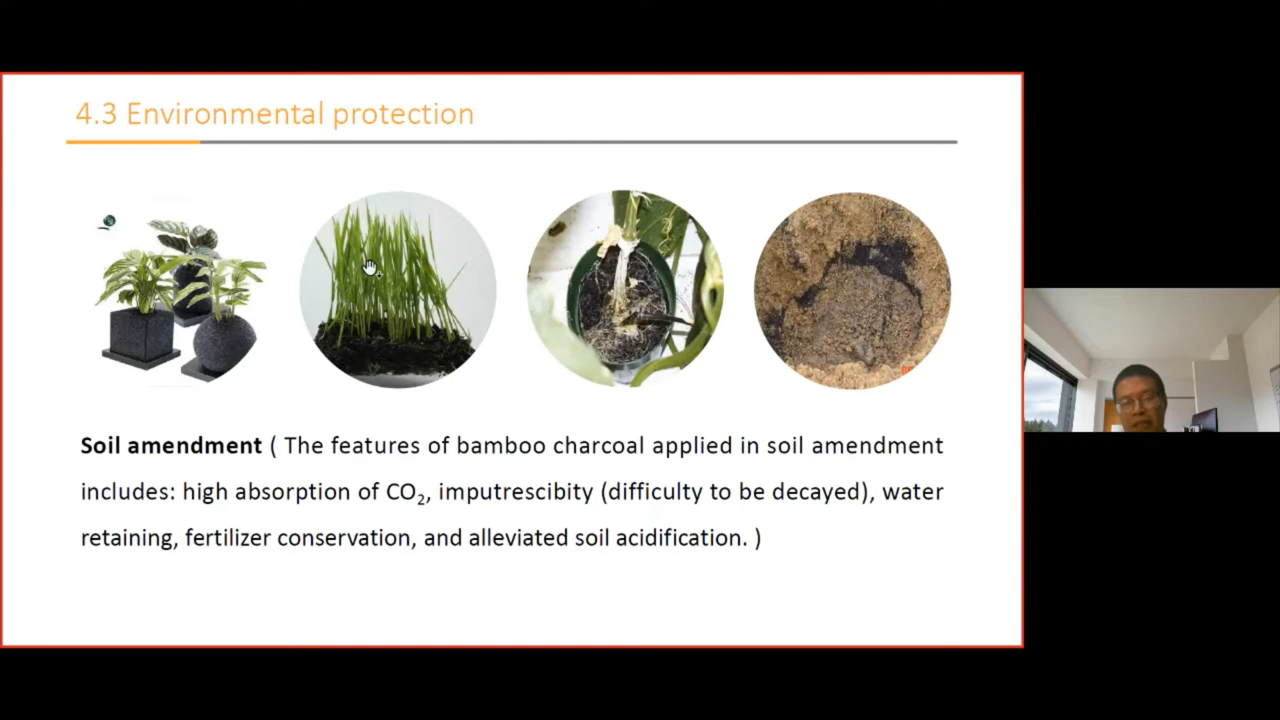 4.3 Environmental protection
Soil amendment ( The features of bamboo charcoal applied in soil amendment
includes: high absorption of CO₂, imputrescibity (difficulty to be decayed), water
retaining, fertilizer conservation, and alleviated soil acidification. )